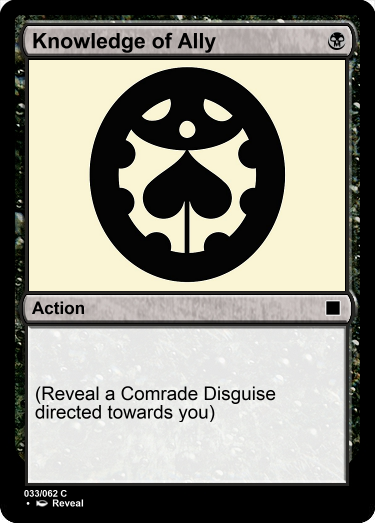 Knowledge of Ally
Action
(Reveal a Comrade Disguise
directed towards you)
033/062 C
• Reveal